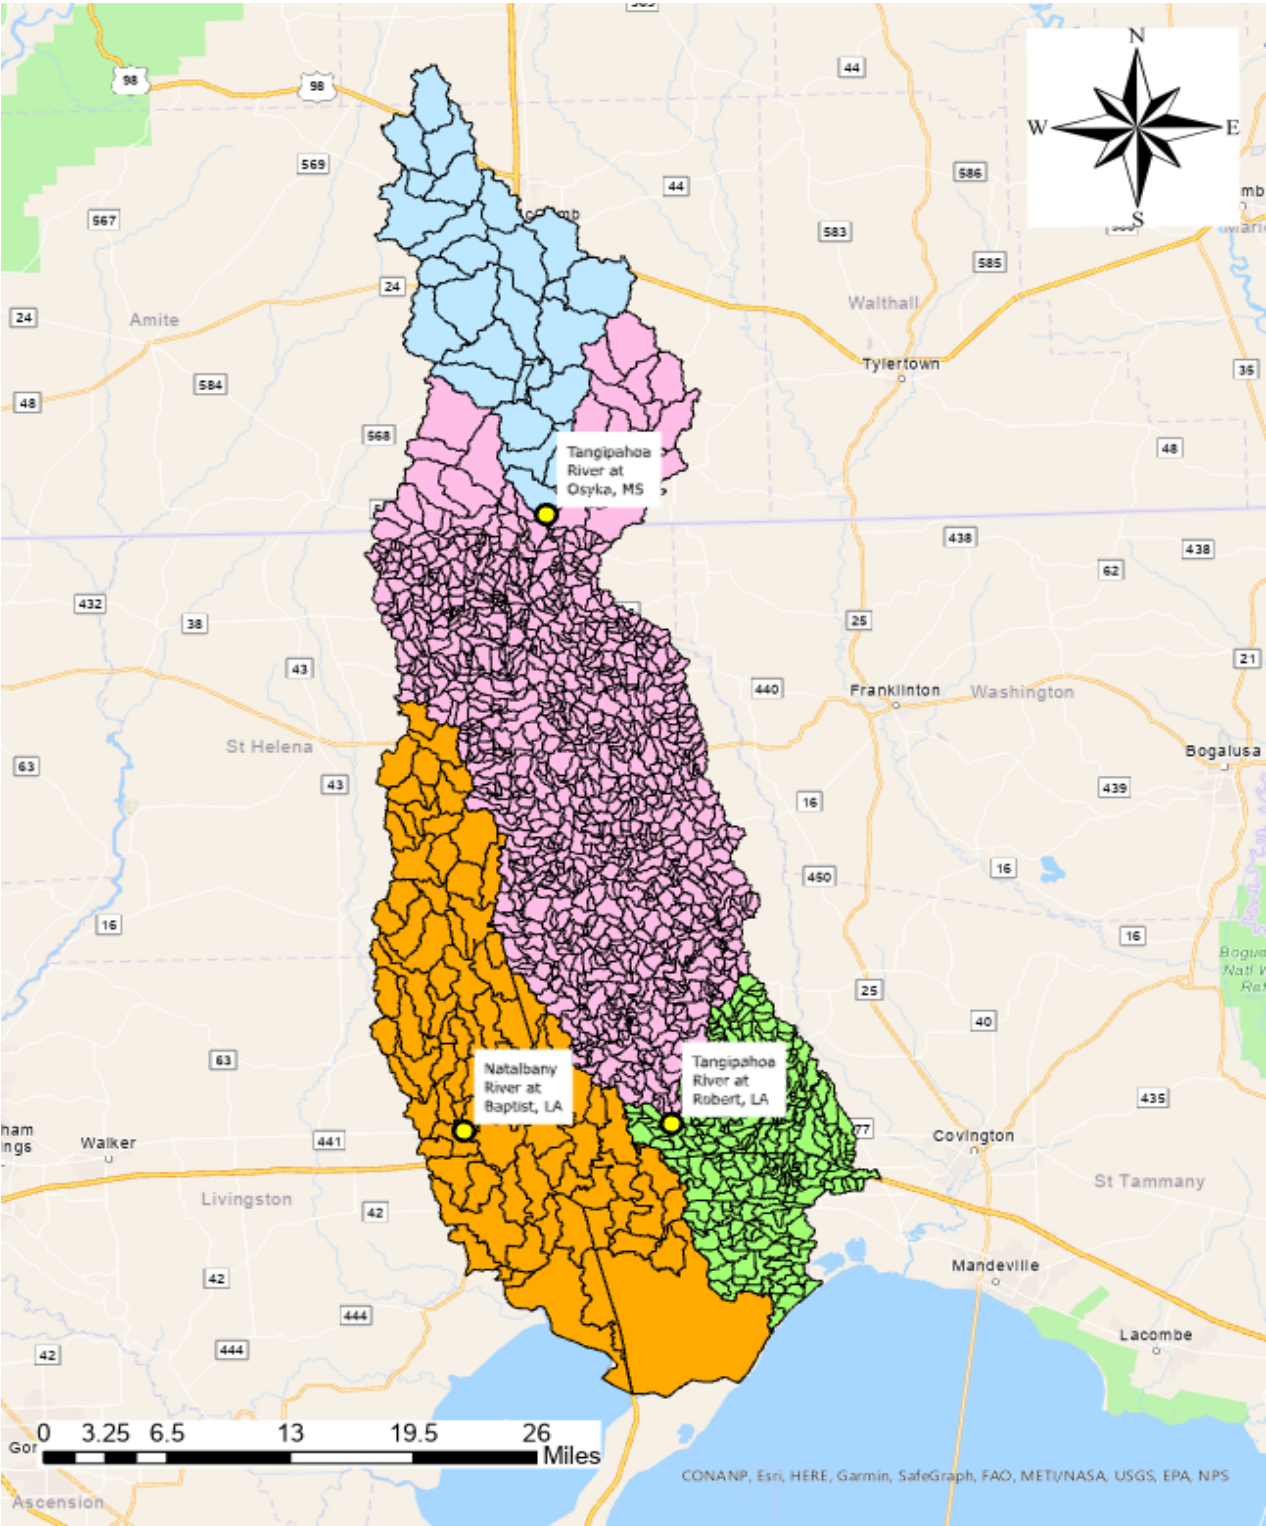 98
98
44
N
W
E
S
569
586
44
567
583
585
24
24
Amite
Walthall
Tylertown
35
584
48
568
48
Tangipahoa
River at
Osyka, MS
438
438
62
432
38
25
43
21
440
Franklinton
Washington
St Helena
Bogalusa
63
43
439
16
16
450
16
16
25
40
63
Natalbany
River at
Baptist, LA
Tangipahoa
River at
Robert, LA
435
77
441
Walker
Covington
St Tammany
Livingston
42
42
Mandeville
444
444
42
Lacombe
0 3.25 6.5 13 19.5 26
Miles
CONANP, Esri, HERE, Garmin, SafeGraph, FAO, METI/NASA, USGS, EPA, NPS
Ascension